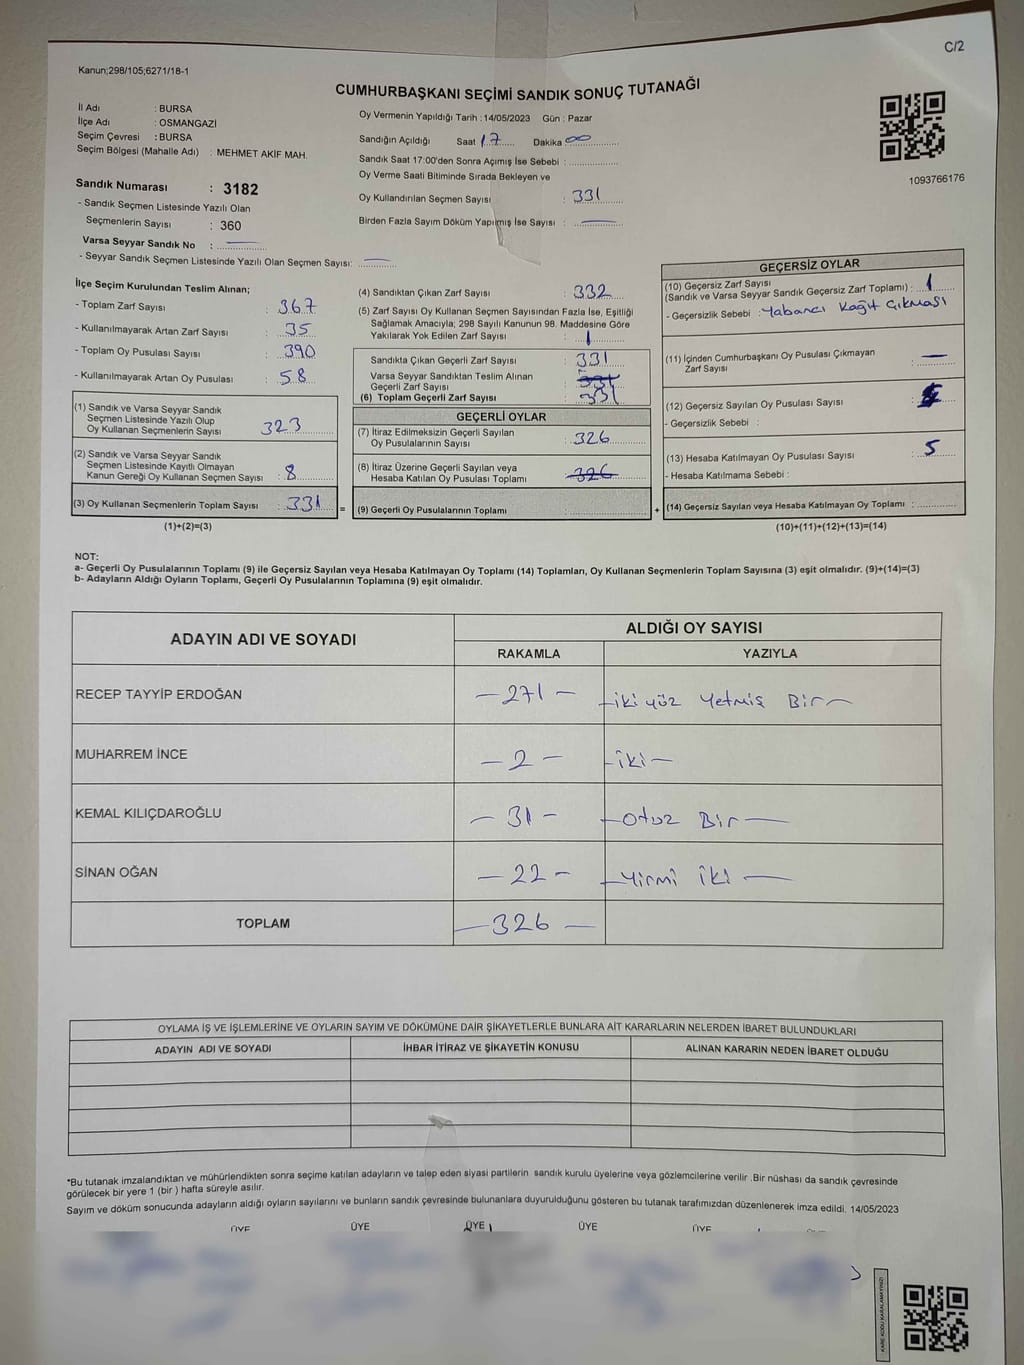 C/2
Kanun;298/105;6271/18-1
CUMHURBAŞKANI SEÇİMİ SANDIK SONUÇ TUTANAĞI
İl Adı : BURSA
İlçe Adı : OSMANGAZİ
Seçim Çevresi : BURSA
Seçim Bölgesi (Mahalle Adı) : MEHMET AKİF MAH.
Sandık Numarası : 3182
- Sandık Seçmen Listesinde Yazılı Olan
Seçmenlerin Sayısı : 360
Varsa Seyyar Sandık No :
- Seyyar Sandık Seçmen Listesinde Yazılı Olan Seçmen Sayısı:
Oy Vermenin Yapıldığı Tarih : 14/05/2023 Gün : Pazar
Sandığın Açıldığı Saat 17 Dakika 00
Sandık Saat 17:00'den Sonra Açımış İse Sebebi :
Oy Verme Saati Bitiminde Sırada Bekleyen ve
Oy Kullandırılan Seçmen Sayısı : 331
Birden Fazla Sayım Döküm Yapılmış İse Sayısı :
1093766176
İlçe Seçim Kurulundan Teslim Alınan;
- Toplam Zarf Sayısı : 367
- Kullanılmayarak Artan Zarf Sayısı : 35
- Toplam Oy Pusulası Sayısı : 390
- Kullanılmayarak Artan Oy Pusulası : 58
(1) Sandık ve Varsa Seyyar Sandık
Seçmen Listesinde Yazılı Olup
Oy Kullanan Seçmenlerin Sayısı 323
(2) Sandık ve Varsa Seyyar Sandık
Seçmen Listesinde Kayıtlı Olmayan
Kanun Gereği Oy Kullanan Seçmen Sayısı : 8
(3) Oy Kullanan Seçmenlerin Toplam Sayısı : 331 =
(1)+(2)=(3)
(4) Sandıktan Çıkan Zarf Sayısı : 332
(5) Zarf Sayısı Oy Kullanan Seçmen Sayısından Fazla İse, Eşitliği
Sağlamak Amacıyla; 298 Sayılı Kanunun 98. Maddesine Göre
Yakılarak Yok Edilen Zarf Sayısı : 1
Sandıkta Çıkan Geçerli Zarf Sayısı : 331
Varsa Seyyar Sandıktan Teslim Alınan
Geçerli Zarf Sayısı : 331
(6) Toplam Geçerli Zarf Sayısı : 331
GEÇERLİ OYLAR
(7) İtiraz Edilmeksizin Geçerli Sayılan
Oy Pusulalarının Sayısı : 326
(8) İtiraz Üzerine Geçerli Sayılan veya
Hesaba Katılan Oy Pusulası Toplamı : 326
(9) Geçerli Oy Pusulalarının Toplamı +
GEÇERSİZ OYLAR
(10) Geçersiz Zarf Sayısı
(Sandık ve Varsa Seyyar Sandık Geçersiz Zarf Toplamı) : 1
- Geçersizlik Sebebi : Yabancı Kağıt Çıkması
(11) İçinden Cumhurbaşkanı Oy Pusulası Çıkmayan
Zarf Sayısı
(12) Geçersiz Sayılan Oy Pusulası Sayısı :
- Geçersizlik Sebebi :
(13) Hesaba Katılmayan Oy Pusulası Sayısı : 5
- Hesaba Katılmama Sebebi :
(14) Geçersiz Sayılan veya Hesaba Katılmayan Oy Toplamı :
(10)+(11)+(12)+(13)=(14)
NOT:
a- Geçerli Oy Pusulalarının Toplamı (9) ile Geçersiz Sayılan veya Hesaba Katılmayan Oy Toplamı (14) Toplamları, Oy Kullanan Seçmenlerin Toplam Sayısına (3) eşit olmalıdır. (9)+(14)=(3)
b- Adayların Aldığı Oyların Toplamı, Geçerli Oy Pusulalarının Toplamına (9) eşit olmalıdır.
ADAYIN ADI VE SOYADI ALDIĞI OY SAYISI
RAKAMLA YAZIYLA
RECEP TAYYİP ERDOĞAN -271- -iki yüz yetmiş Bir-
MUHARREM İNCE -2- -iki-
KEMAL KILIÇDAROĞLU -31- -otuz Bir-
SİNAN OĞAN -22- -yirmi iki-
TOPLAM -326-
OYLAMA İŞ VE İŞLEMLERİNE VE OYLARIN SAYIM VE DÖKÜMÜNE DAİR ŞİKAYETLERLE BUNLARA AİT KARARLARIN NELERDEN İBARET BULUNDUKLARI
ADAYIN ADI VE SOYADI İHBAR İTİRAZ VE ŞİKAYETİN KONUSU ALINAN KARARIN NEDEN İBARET OLDUĞU
*Bu tutanak imzalandıktan ve mühürlendikten sonra seçime katılan adayların ve talep eden siyasi partilerin sandık kurulu üyelerine veya gözlemcilerine verilir .Bir nüshası da sandık çevresinde
görülecek bir yere 1 (bir ) hafta süreyle asılır.
Sayım ve döküm sonucunda adayların aldığı oyların sayılarını ve bunların sandık çevresinde bulunanlara duyurulduğunu gösteren bu tutanak tarafımızdan düzenlenerek imza edildi. 14/05/2023
ÜYE ÜYE ÜYE ÜYE ÜYE
KARE KODU KARALAMAYINIZ!